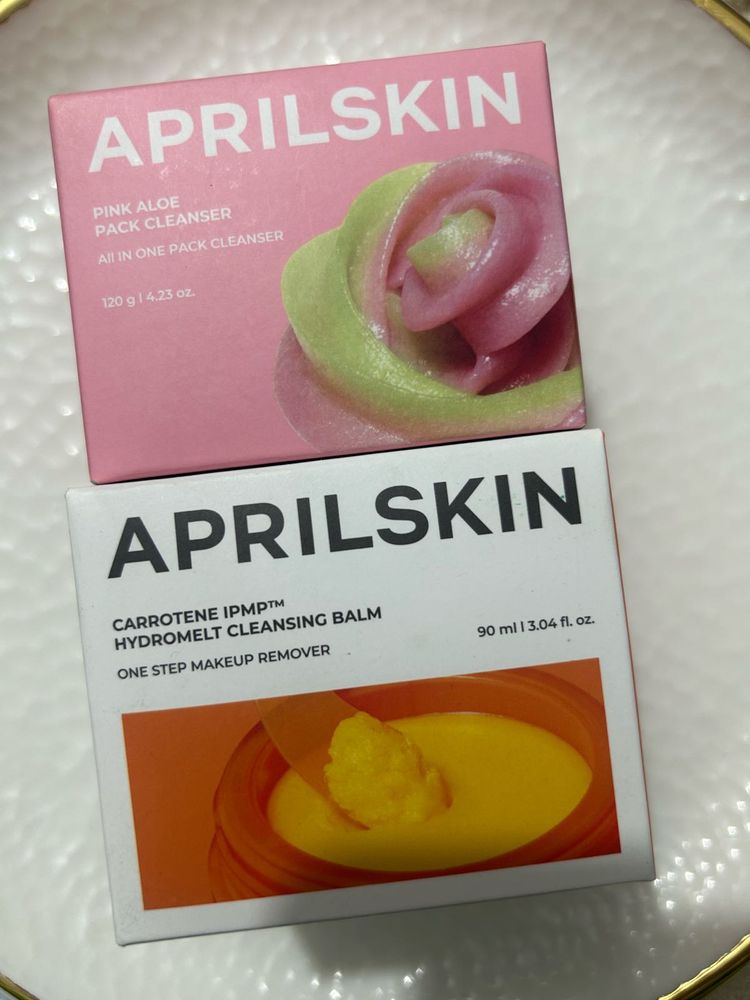 APRILSKIN
PINK ALOE
PACK CLEANSER
All IN ONE PACK CLEANSER
120 g l 4.23 oz.
APRILSKIN
CARROTENE IPMP™
HYDROMELT CLEANSING BALM
90 ml l 3.04 fl. oz.
ONE STEP MAKEUP REMOVER